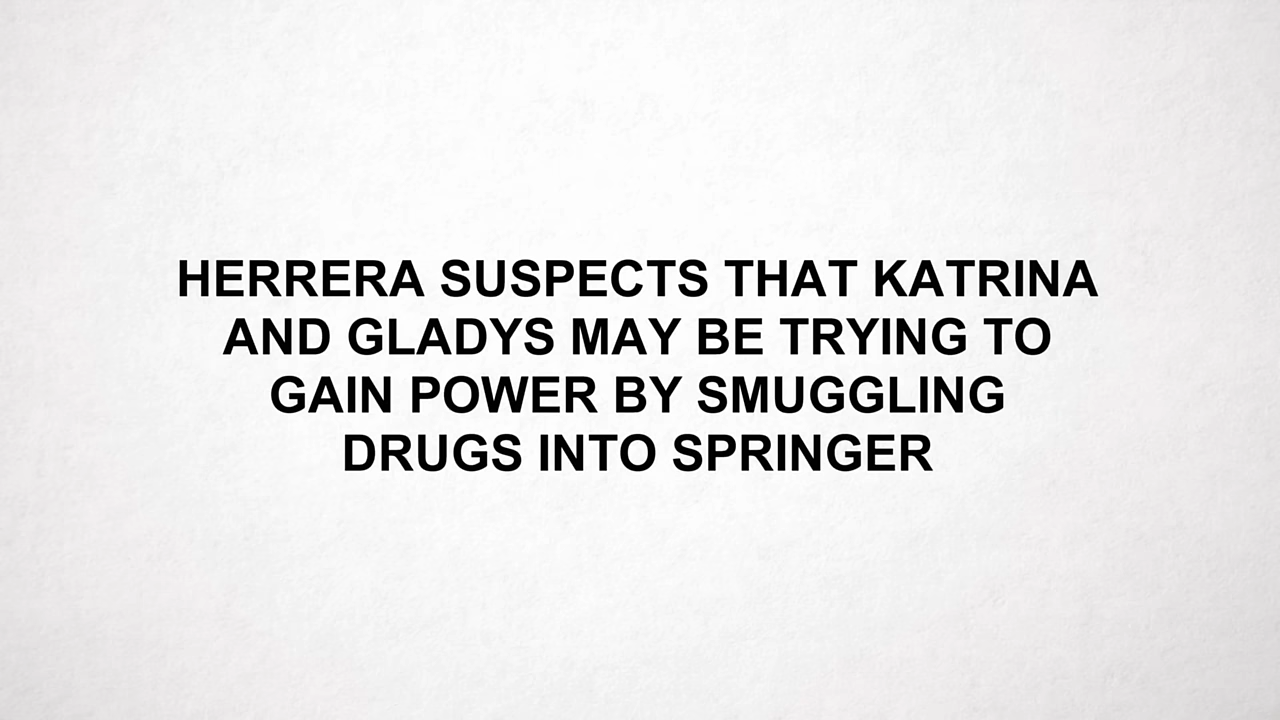 HERRERA SUSPECTS THAT KATRINA
AND GLADYS MAY BE TRYING TO
GAIN POWER BY SMUGGLING
DRUGS INTO SPRINGER